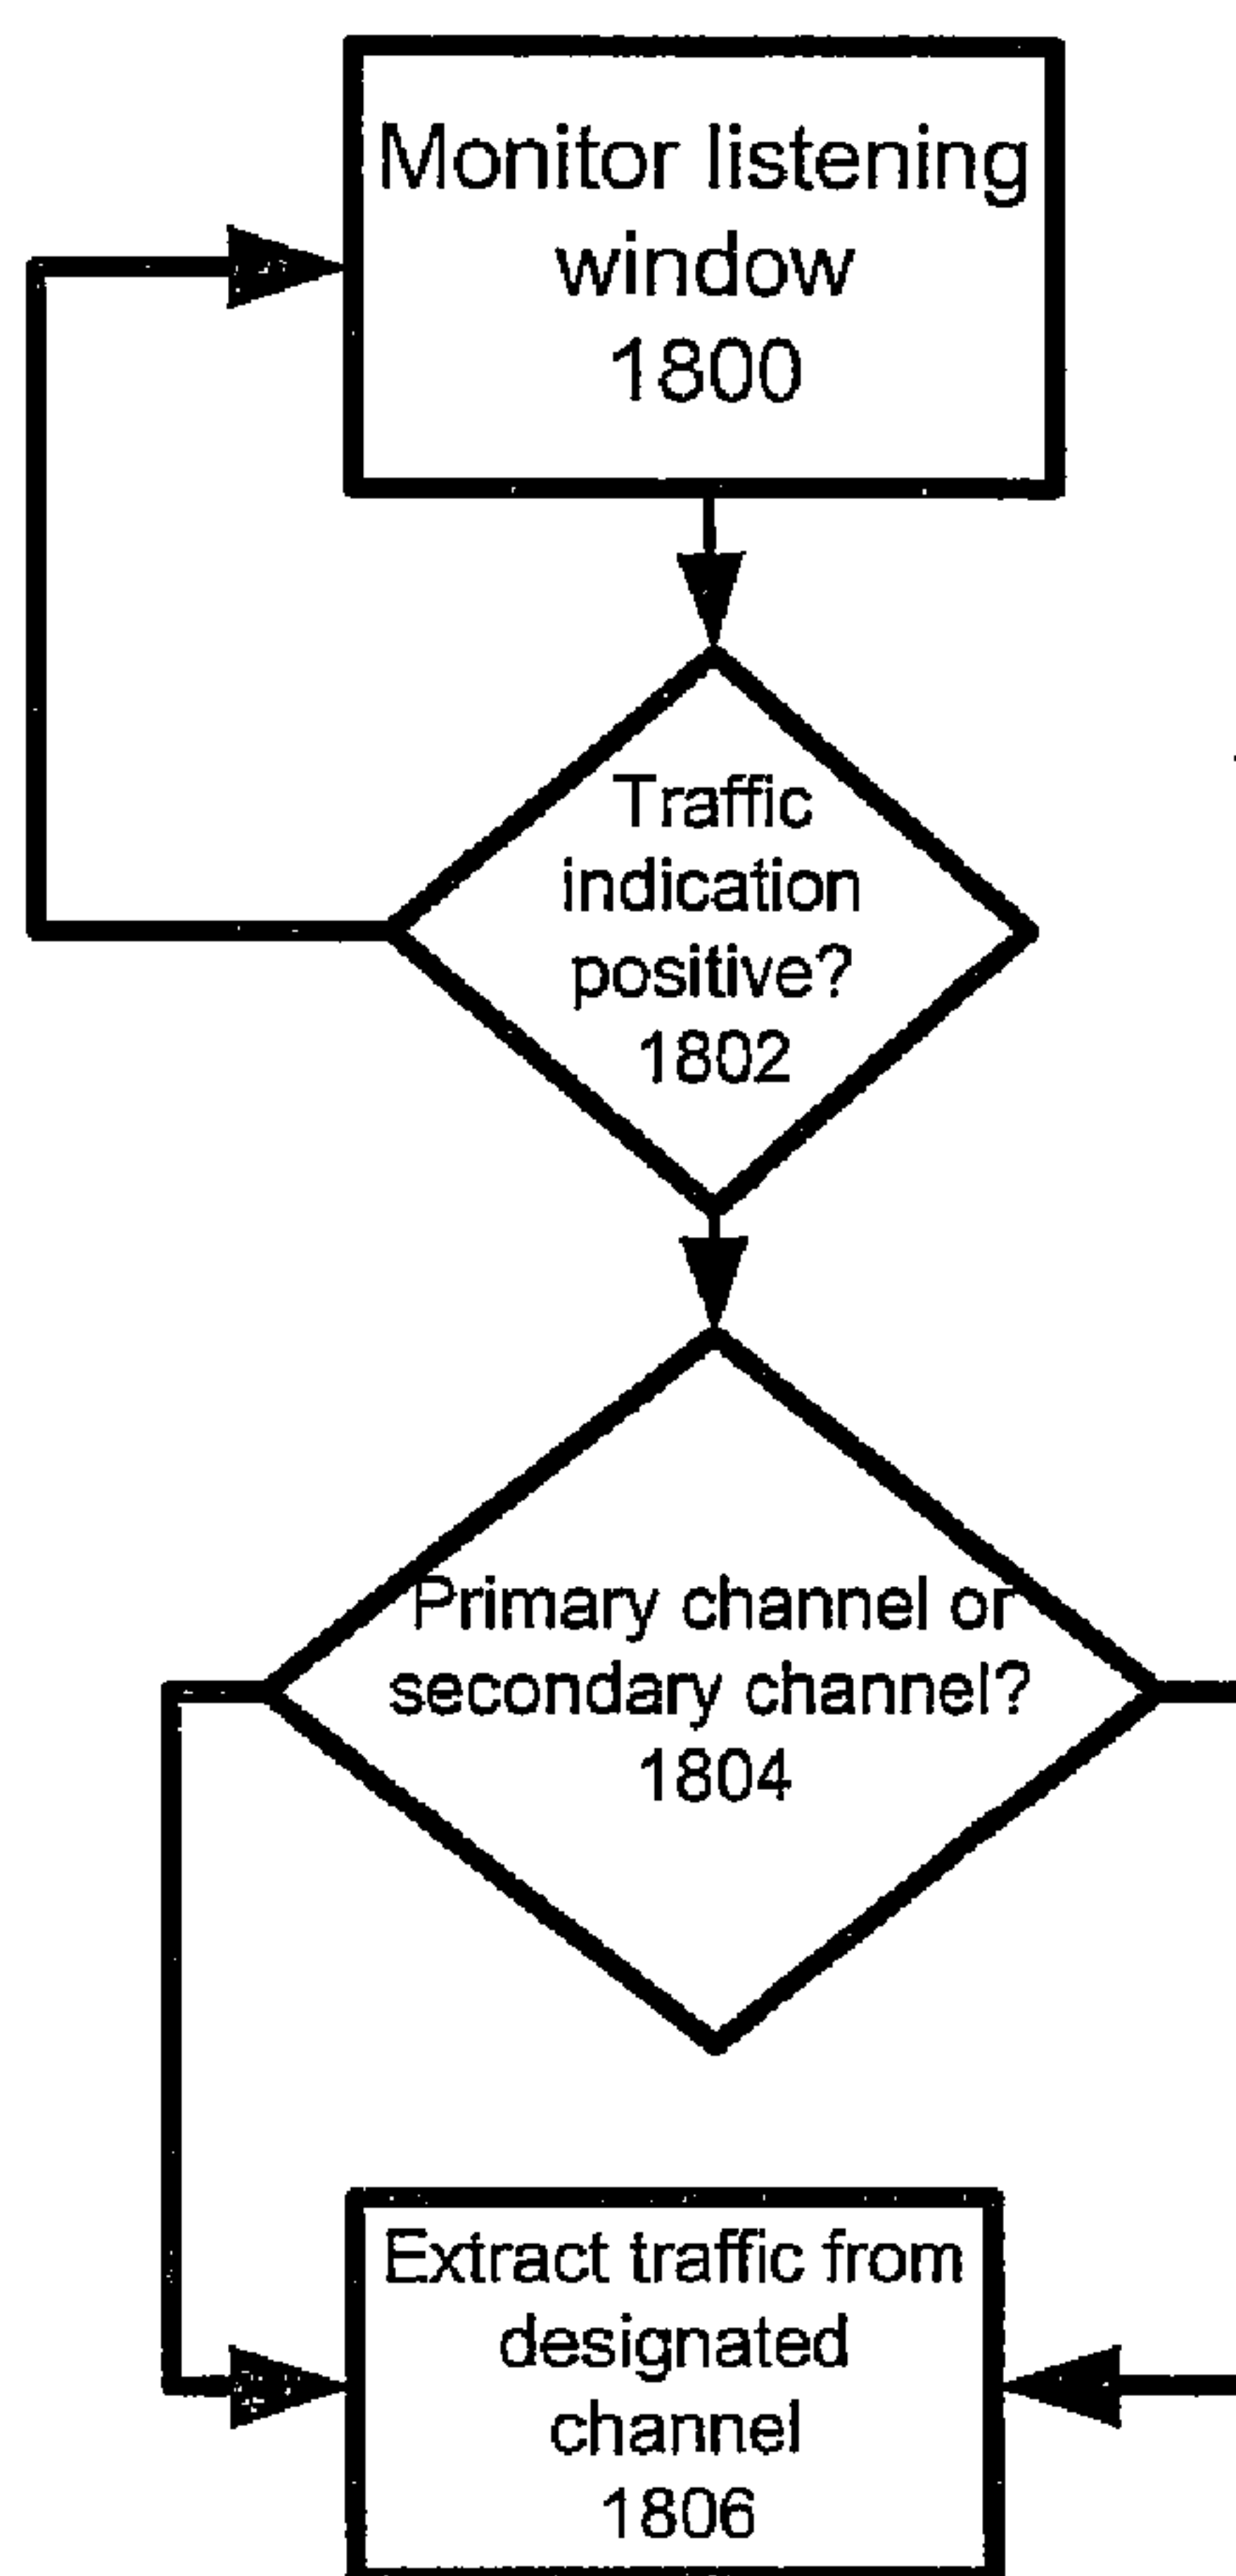 Monitor listening
window
1800
Traffic
indication
positive?
1802
Primary channel or
secondary channel?
1804
Extract traffic from
designated
channel
1806